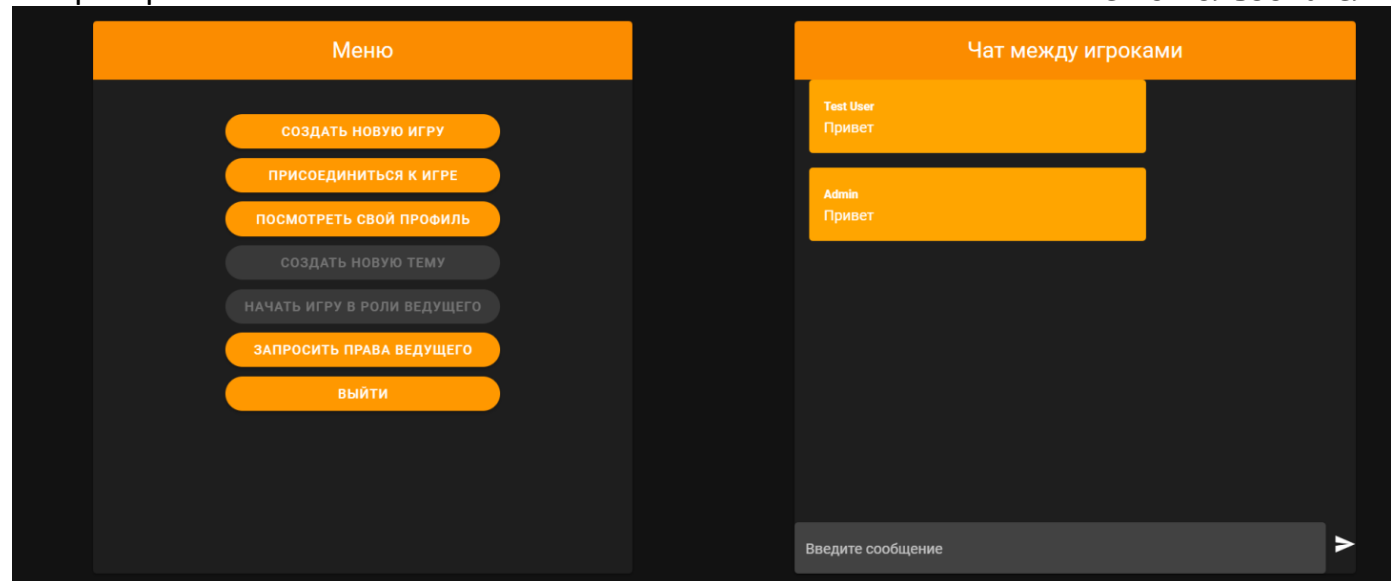 Меню
СОЗДАТЬ НОВУЮ ИГРУ
ПРИСОЕДИНИТЬСЯ К ИГРЕ
ПОСМОТРЕТЬ СВОЙ ПРОФИЛЬ
СОЗДАТЬ НОВУЮ ТЕМУ
НАЧАТЬ ИГРУ В РОЛИ ВЕДУЩЕГО
ЗАПРОСИТЬ ПРАВА ВЕДУЩЕГО
ВЫЙТИ
Чат между игроками
Test User
Привет
Admin
Привет
Введите сообщение